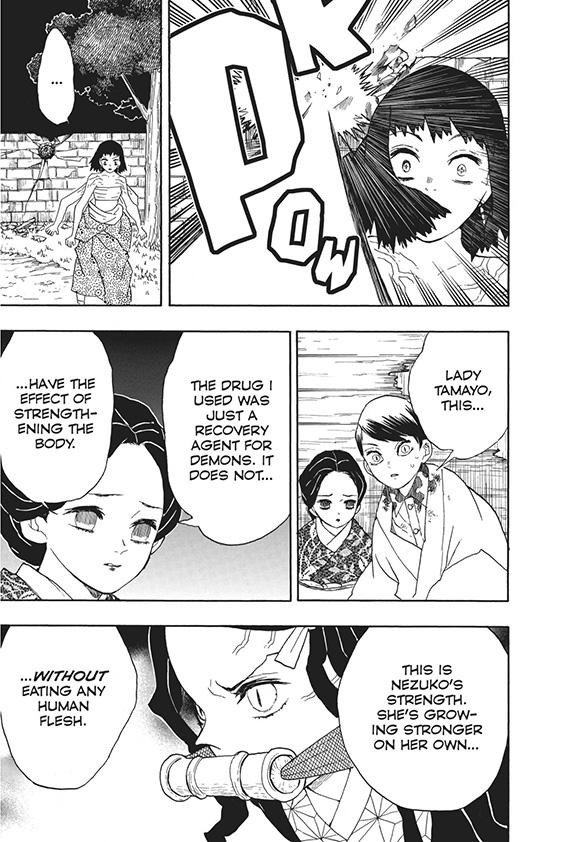 POW
...
LADY
TAMAYO,
THIS...
THE DRUG I
USED WAS
JUST A
RECOVERY
AGENT FOR
DEMONS. IT
DOES NOT...
...HAVE THE
EFFECT OF
STRENGTH-
ENING THE
BODY.
THIS IS
NEZUKO'S
STRENGTH.
SHE'S GROW-
ING STRONGER
ON HER OWN...
...WITHOUT
EATING ANY
HUMAN
FLESH.